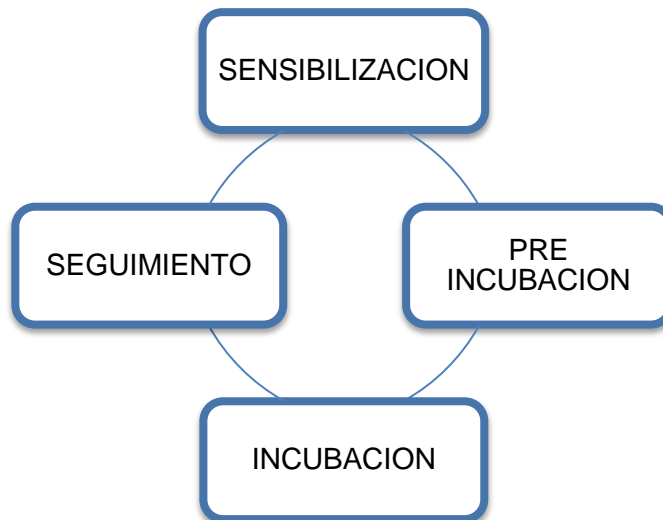 SENSIBILIZACION
SEGUIMIENTO
PRE
INCUBACION
INCUBACION